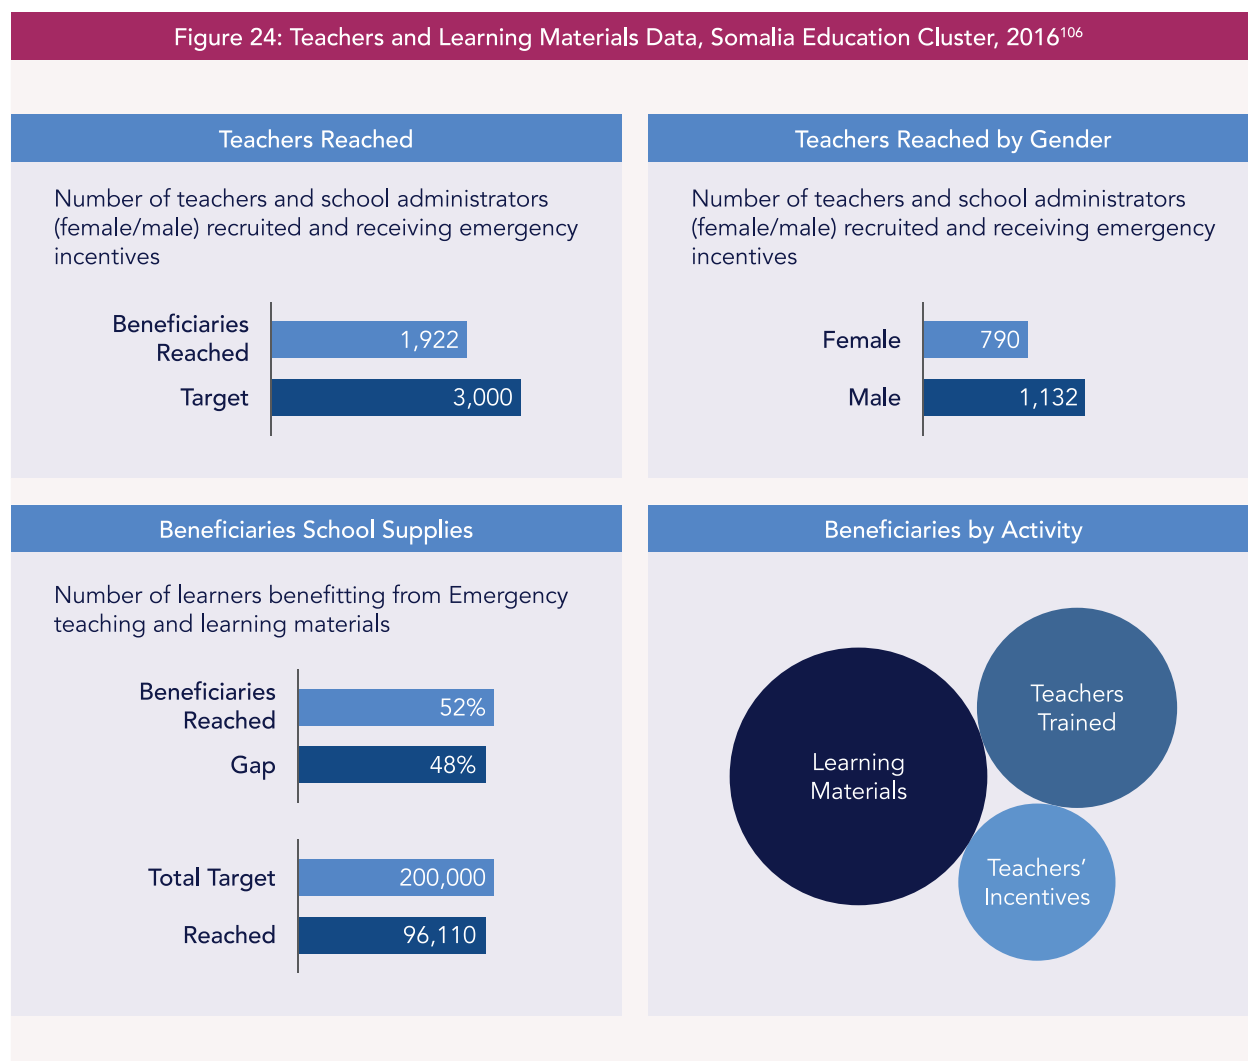 Figure 24: Teachers and Learning Materials Data, Somalia Education Cluster, 2016106
Teachers Reached
Number of teachers and school administrators
(female/male) recruited and receiving emergency
incentives
Beneficiaries
Reached
1,922
Target
3,000
Teachers Reached by Gender
Number of teachers and school administrators
(female/male) recruited and receiving emergency
incentives
Female
790
Male
1,132
Beneficiaries School Supplies
Number of learners benefitting from Emergency
teaching and learning materials
Beneficiaries
Reached
52%
Gap
48%
Total Target
200,000
Reached
96,110
Beneficiaries by Activity
Learning
Materials
Teachers
Trained
Teachers’
Incentives